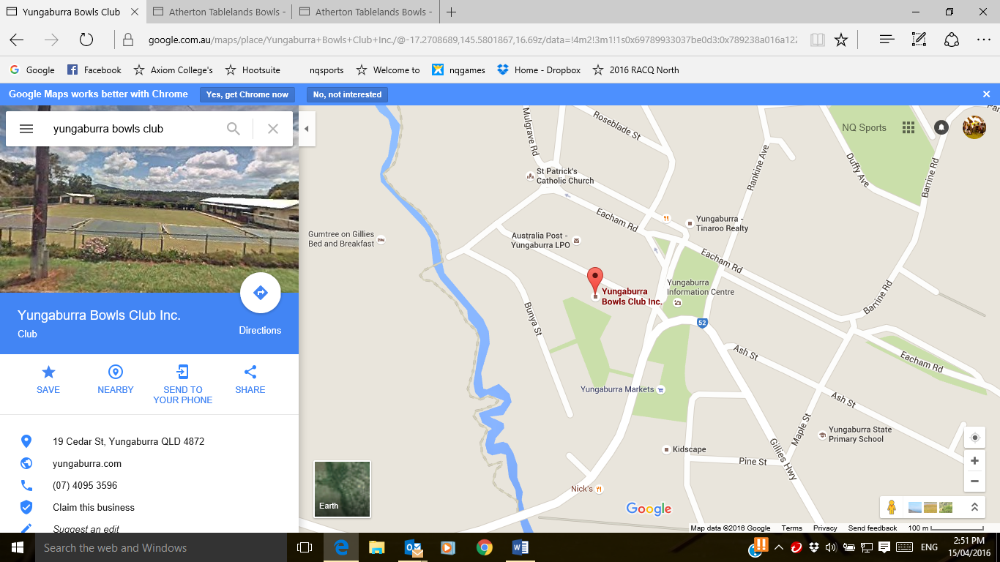 Yungaburra Bowls Club
Atherton Tablelands Bowls -
Atherton Tablelands Bowls -
google.com.au/maps/place/Yungaburra+Bowls+Club+Inc./@-17.2708689,145.5801867,16.69z/data=!4m2!3m1!1s0x69789933037be0d3:0x789238a016a122
Google
Facebook
Axiom College's
Hootsuite
nqsports
Welcome to
nqgames
Home - Dropbox
2016 RACQ North
Google Maps works better with Chrome
Yes, get Chrome now
No, not interested
yungaburra bowls club
Yungaburra Bowls Club Inc.
Club
Directions
SAVE
NEARBY
SEND TO
YOUR PHONE
SHARE
19 Cedar St, Yungaburra QLD 4872
yungaburra.com
(07) 4095 3596
Claim this business
Suggest an edit
NQ Sports
Mulgrave Rd
Roseblade St
Rankine Ave
Duffy Ave
Barrine Rd
St Patrick's
Catholic Church
Eacham Rd
Yungaburra -
Tinaroo Realty
Gumtree on Gillies
Bed and Breakfast
Australia Post -
Yungaburra LPO
Eacham Rd
Yungaburra
Information Centre
Yungaburra
Bowls Club Inc.
Barrine Rd
Bunya St
52
Ash St
Eacham Rd
Yungaburra Markets
Ash St
Maple St
Yungaburra State
Primary School
Kidscape
Gillies Hwy
Pine St
Nick's
Earth
Google
Map data ©2016 Google
Terms
Privacy
Send feedback
100 m
Search the web and Windows
ENG
2:51 PM
15/04/2016